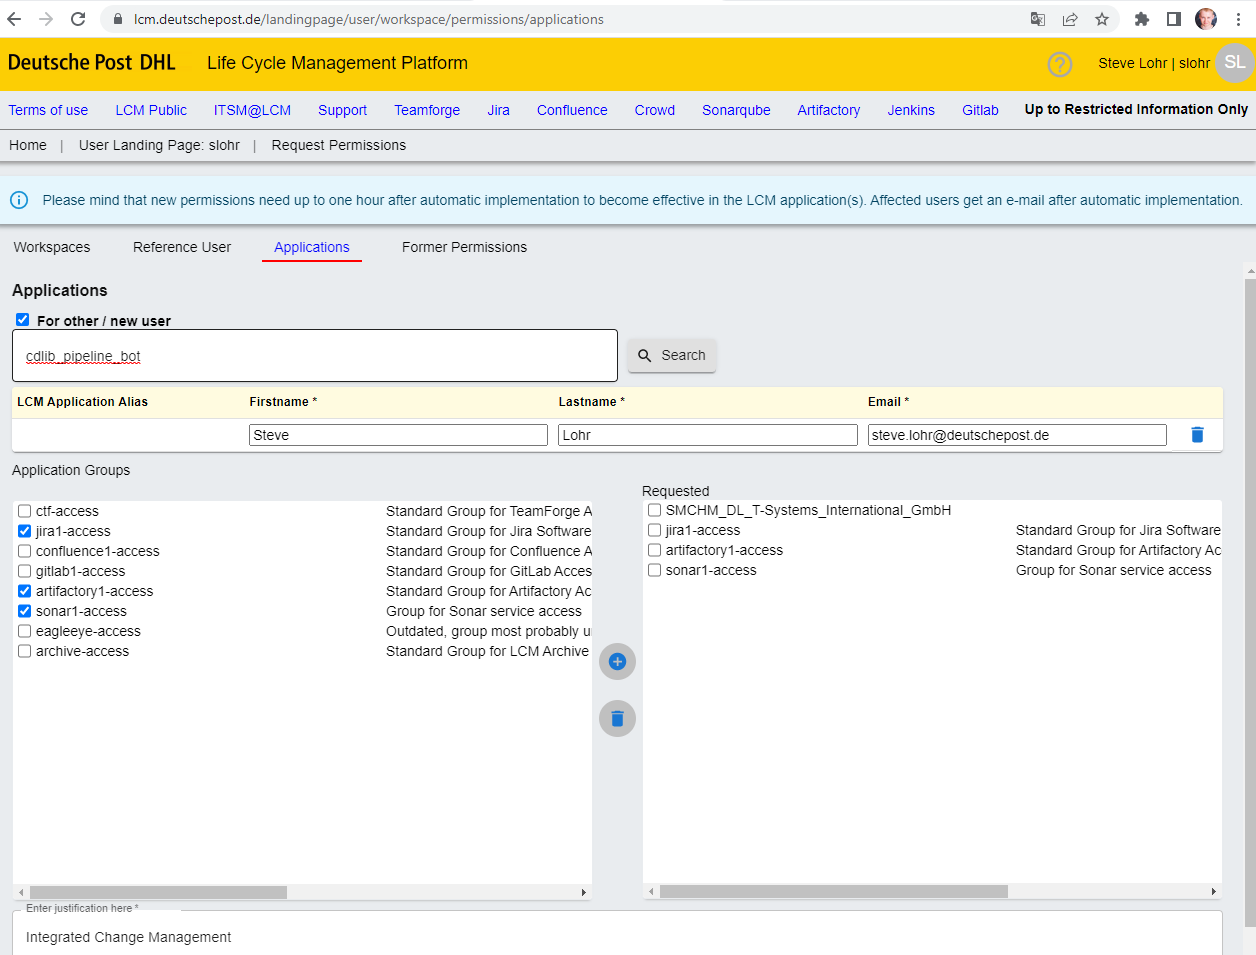 lcm.deutschepost.de/landingpage/user/workspace/permissions/applications
Deutsche Post DHL Life Cycle Management Platform ? Steve Lohr | slohr SL
Terms of use LCM Public ITSM@LCM Support Teamforge Jira Confluence Crowd Sonarqube Artifactory Jenkins Gitlab Up to Restricted Information Only
Home | User Landing Page: slohr | Request Permissions
Please mind that new permissions need up to one hour after automatic implementation to become effective in the LCM application(s). Affected users get an e-mail after automatic implementation.
Workspaces Reference User Applications Former Permissions
Applications
For other / new user
cdlib_pipeline_bot
Search
LCM Application Alias Firstname * Lastname * Email *
Steve Lohr steve.lohr@deutschepost.de
Application Groups
ctf-access Standard Group for TeamForge A
jira1-access Standard Group for Jira Software
confluence1-access Standard Group for Confluence A
gitlab1-access Standard Group for GitLab Acces
artifactory1-access Standard Group for Artifactory Ac
sonar1-access Group for Sonar service access
eagleeye-access Outdated, group most probably u
archive-access Standard Group for LCM Archive
Requested
SMCHM_DL_T-Systems_International_GmbH
jira1-access Standard Group for Jira Software
artifactory1-access Standard Group for Artifactory Ac
sonar1-access Group for Sonar service access
Enter justification here *
Integrated Change Management